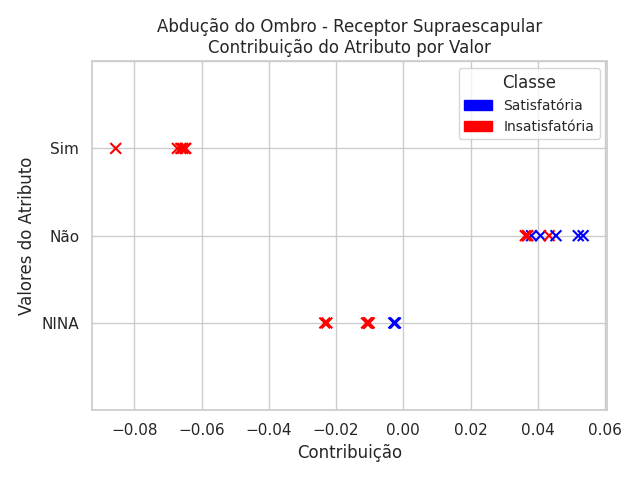 Abdução do Ombro - Receptor Supraescapular
Contribuição do Atributo por Valor
Classe
Satisfatória
Insatisfatória
Valores do Atributo
Sim
Não
NINA
−0.08 −0.06 −0.04 −0.02 0.00 0.02 0.04 0.06
Contribuição